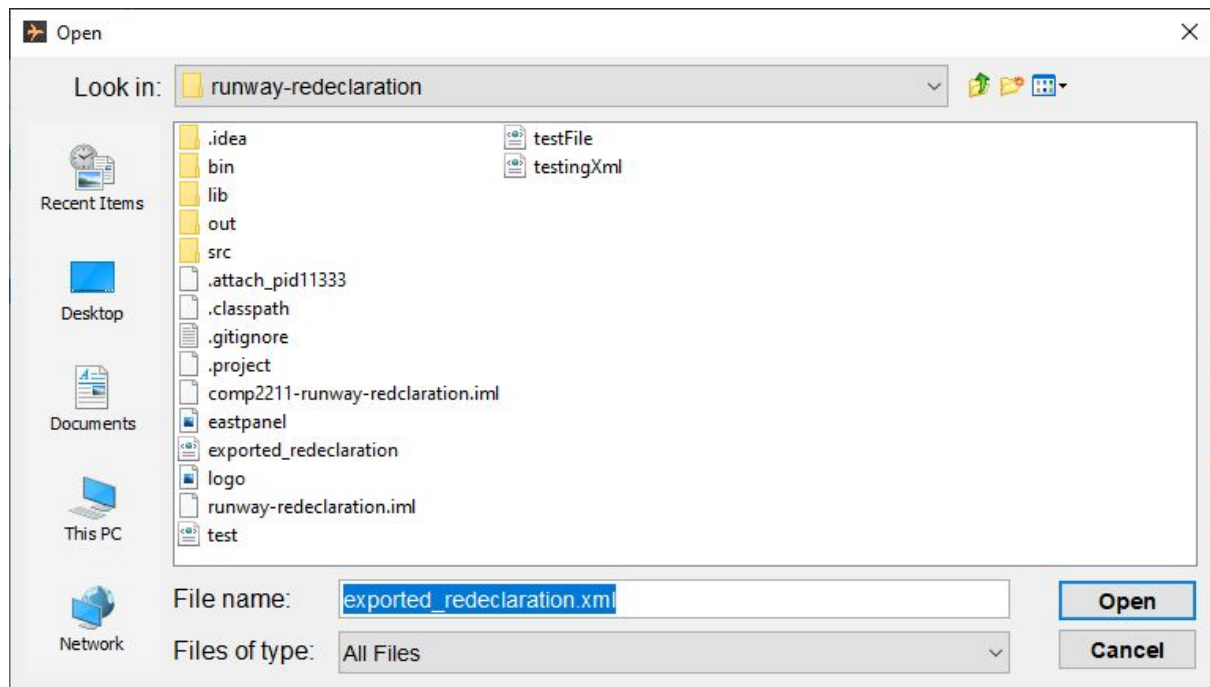 Open
Look in: runway-redeclaration
Recent Items
Desktop
Documents
This PC
Network
.idea
bin
lib
out
src
.attach_pid11333
.classpath
.gitignore
.project
comp2211-runway-redclaration.iml
eastpanel
exported_redeclaration
logo
runway-redeclaration.iml
test
testFile
testingXml
File name: exported_redeclaration.xml
Open
Files of type: All Files
Cancel